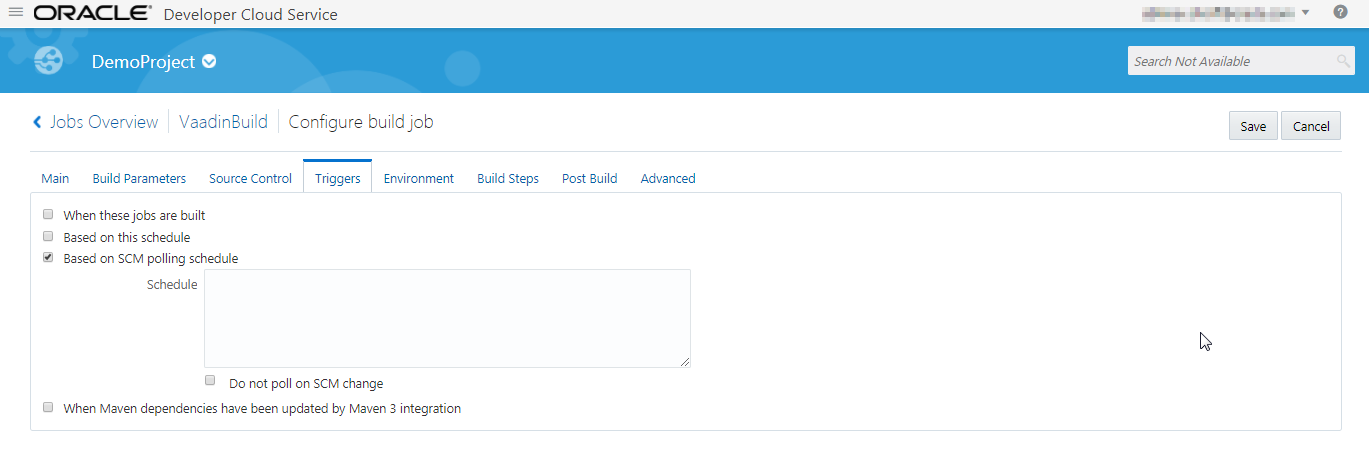 ORACLE® Developer Cloud Service
DemoProject
Search Not Available
Jobs Overview VaadinBuild Configure build job
Save Cancel
Main Build Parameters Source Control Triggers Environment Build Steps Post Build Advanced
When these jobs are built
Based on this schedule
Based on SCM polling schedule
Schedule
Do not poll on SCM change
When Maven dependencies have been updated by Maven 3 integration